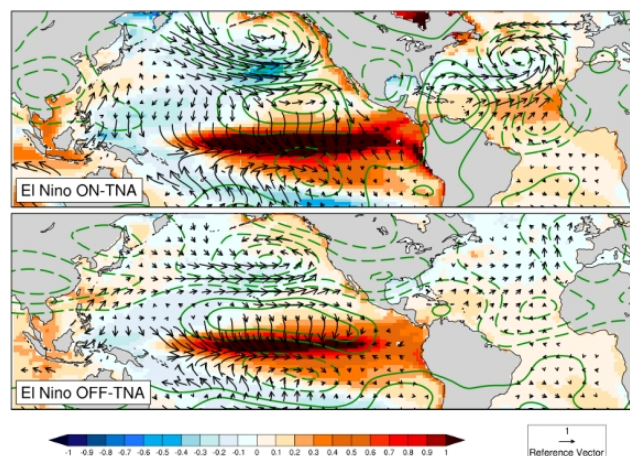 El Nino ON-TNA
El Nino OFF-TNA
-1 -0.9 -0.8 -0.7 -0.6 -0.5 -0.4 -0.3 -0.2 -0.1 0 0.1 0.2 0.3 0.4 0.5 0.6 0.7 0.8 0.9 1
1
Reference Vector